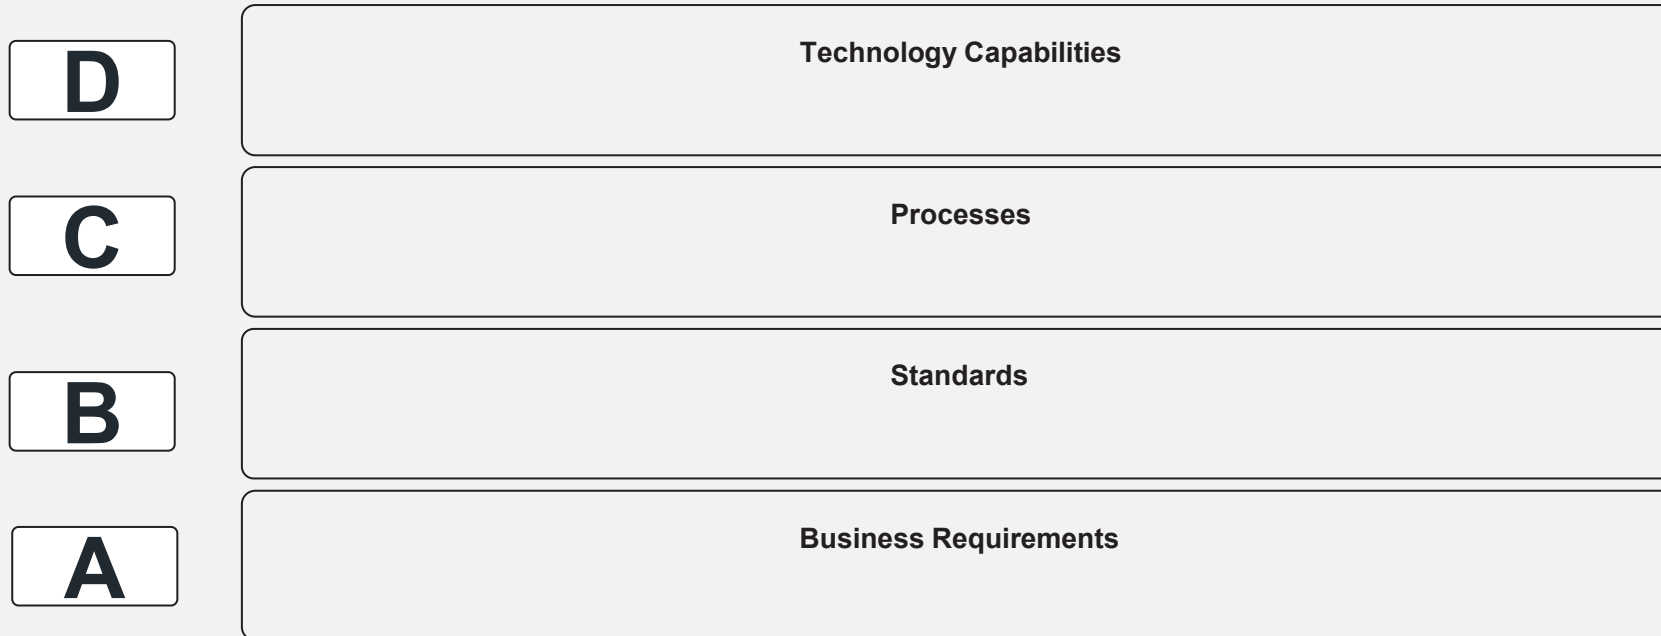 D
Technology Capabilities
C
Processes
B
Standards
A
Business Requirements